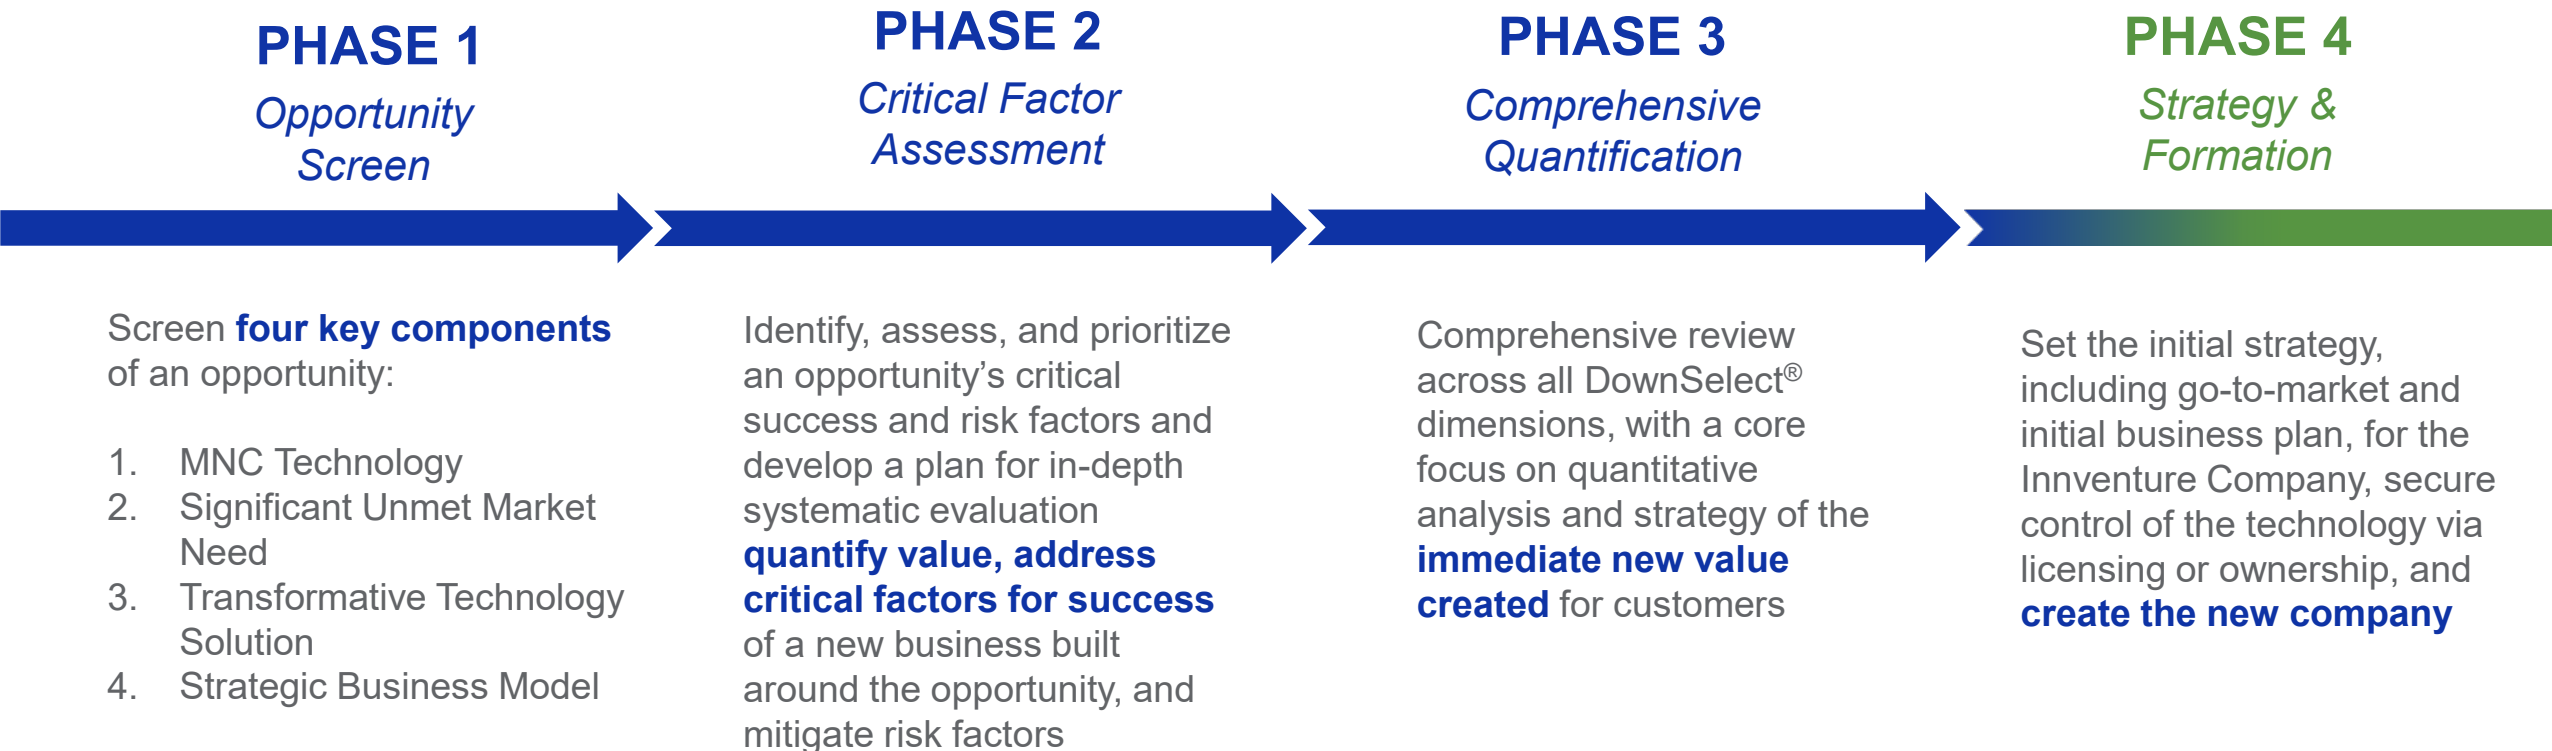 PHASE 1
Opportunity
Screen
PHASE 2
Critical Factor
Assessment
PHASE 3
Comprehensive
Quantification
PHASE 4
Strategy &
Formation
Screen four key components
of an opportunity:
1. MNC Technology
2. Significant Unmet Market
Need
3. Transformative Technology
Solution
4. Strategic Business Model
Identify, assess, and prioritize
an opportunity’s critical
success and risk factors and
develop a plan for in-depth
systematic evaluation
quantify value, address
critical factors for success
of a new business built
around the opportunity, and
mitigate risk factors
Comprehensive review
across all DownSelect®
dimensions, with a core
focus on quantitative
analysis and strategy of the
immediate new value
created for customers
Set the initial strategy,
including go-to-market and
initial business plan, for the
Innventure Company, secure
control of the technology via
licensing or ownership, and
create the new company